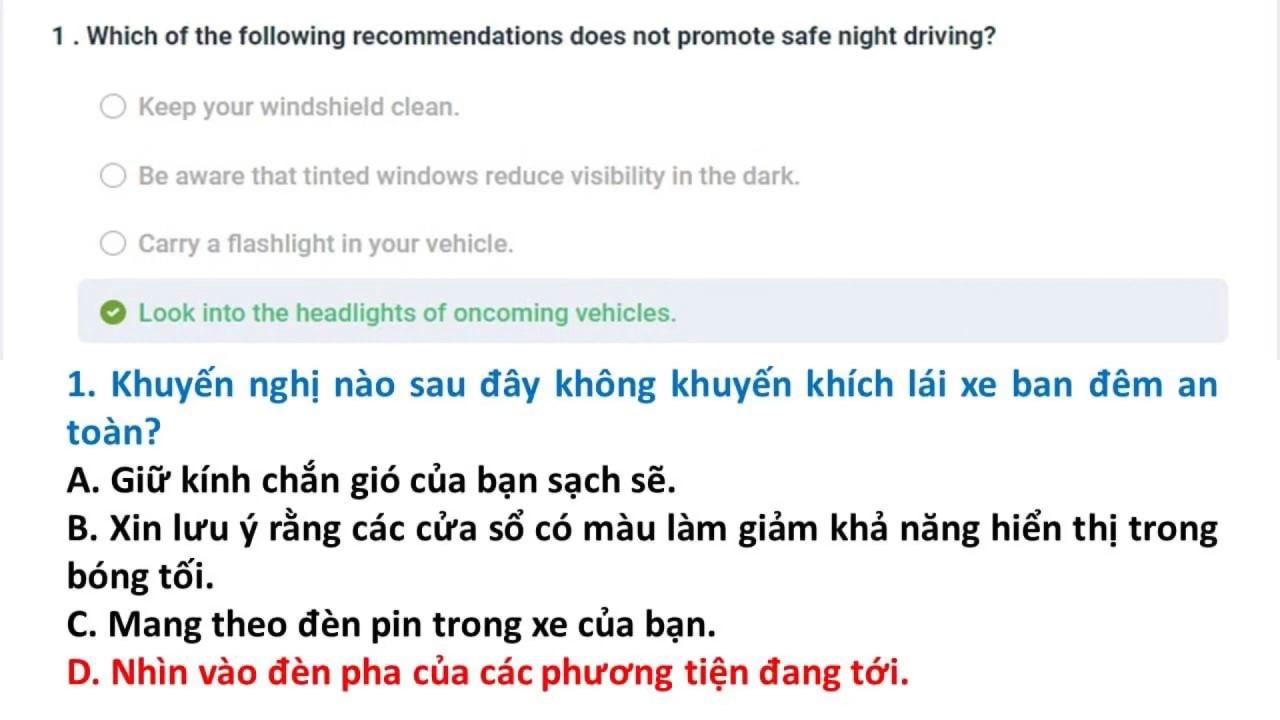 1 . Which of the following recommendations does not promote safe night driving?
Keep your windshield clean.
Be aware that tinted windows reduce visibility in the dark.
Carry a flashlight in your vehicle.
Look into the headlights of oncoming vehicles.
1. Khuyến nghị nào sau đây không khuyến khích lái xe ban đêm an
toàn?
A. Giữ kính chắn gió của bạn sạch sẽ.
B. Xin lưu ý rằng các cửa sổ có màu làm giảm khả năng hiển thị trong
bóng tối.
C. Mang theo đèn pin trong xe của bạn.
D. Nhìn vào đèn pha của các phương tiện đang tới.